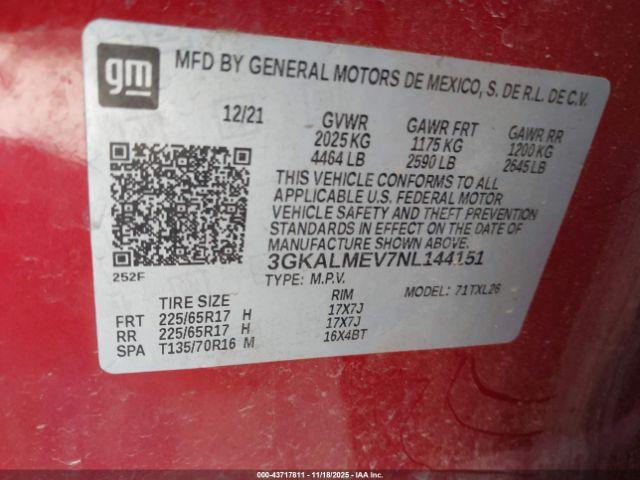 gm
MFD BY GENERAL MOTORS DE MEXICO, S. DE R.L. DE C.V.
12/21 GVWR GAWR FRT GAWR RR
2025 KG 1175 KG 1200 KG
4464 LB 2590 LB 2645 LB
THIS VEHICLE CONFORMS TO ALL
APPLICABLE U.S. FEDERAL MOTOR
VEHICLE SAFETY AND THEFT PREVENTION
STANDARDS IN EFFECT ON THE DATE OF
MANUFACTURE SHOWN ABOVE.
3GKALMEV7NL144151
252F
TYPE: M.P.V. MODEL: 71TXL26
TIRE SIZE RIM
FRT 225/65R17 H 17X7J
RR 225/65R17 H 17X7J
SPA T135/70R16 M 16X4BT
00-43717811 - 11/18/2025 - IAAI.com